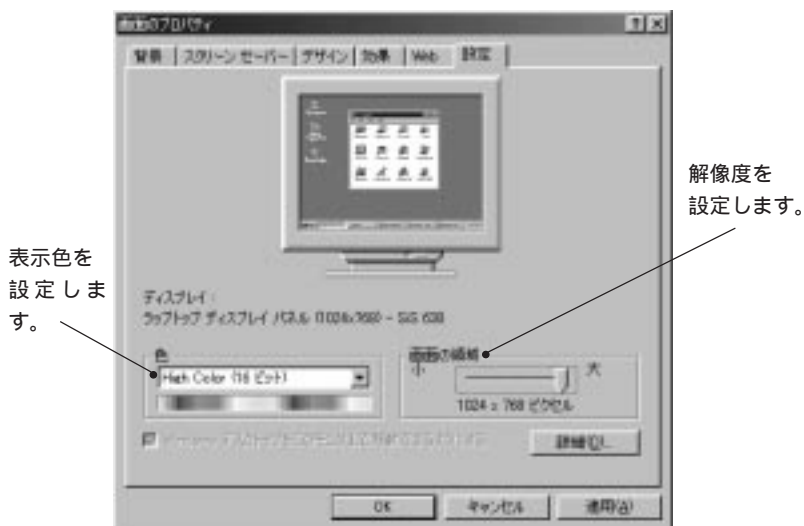 画面のプロパティ
背景 スクリーン セーバー デザイン 効果 Web 設定
解像度を
設定します。
表示色を
設定しま
す。
ディスプレイ:
ラップトップ ディスプレイ パネル (1024x768) - SiS 630
色
画面の領域
High Color (16 ビット)
小
大
1024 x 768 ピクセル
詳細(D)...
OK キャンセル 適用(A)